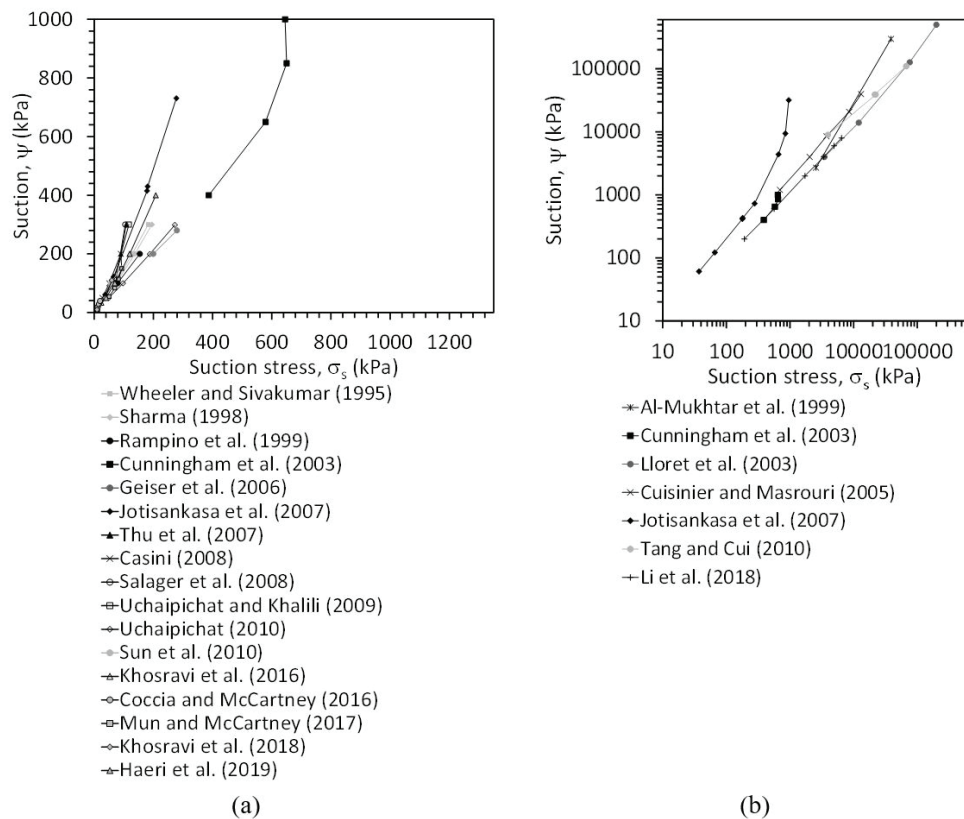 1000
800
600
400
200
0
Suction, ψ (kPa)
0 200 400 600 800 1000 1200
Suction stress, σs (kPa)
Wheeler and Sivakumar (1995)
Sharma (1998)
Rampino et al. (1999)
Cunningham et al. (2003)
Geiser et al. (2006)
Jotisankasa et al. (2007)
Thu et al. (2007)
Casini (2008)
Salager et al. (2008)
Uchaipichat and Khalili (2009)
Uchaipichat (2010)
Sun et al. (2010)
Khosravi et al. (2016)
Coccia and McCartney (2016)
Mun and McCartney (2017)
Khosravi et al. (2018)
Haeri et al. (2019)
(a)
100000
10000
1000
100
10
Suction, ψ (kPa)
10 100 1000 10000 100000
Suction stress, σs (kPa)
Al-Mukhtar et al. (1999)
Cunningham et al. (2003)
Lloret et al. (2003)
Cuisinier and Masrouri (2005)
Jotisankasa et al. (2007)
Tang and Cui (2010)
Li et al. (2018)
(b)